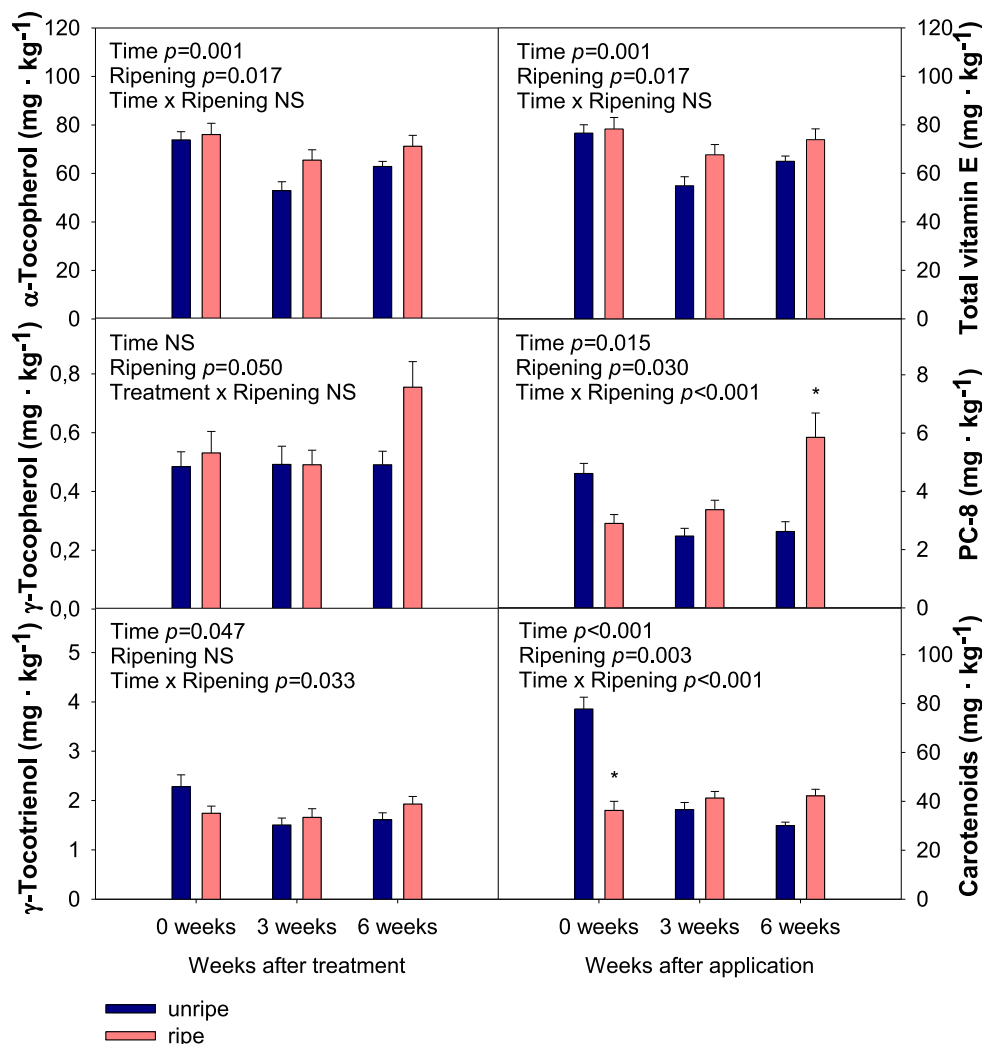 α-Tocopherol (mg · kg-1)
120
100
80
60
40
20
0
Time p=0.001
Ripening p=0.017
Time x Ripening NS
Time p=0.001
Ripening p=0.017
Time x Ripening NS
120
100
80
60
40
20
0
Total vitamin E (mg · kg-1)
γ-Tocopherol (mg · kg-1)
0,8
0,6
0,4
0,2
0,0
Time NS
Ripening p=0.050
Treatment x Ripening NS
Time p=0.015
Ripening p=0.030
Time x Ripening p<0.001
*
8
6
4
2
0
PC-8 (mg · kg-1)
γ-Tocotrienol (mg · kg-1)
5
4
3
2
1
0
Time p=0.047
Ripening NS
Time x Ripening p=0.033
Time p<0.001
Ripening p=0.003
Time x Ripening p<0.001
*
100
80
60
40
20
0
Carotenoids (mg · kg-1)
0 weeks 3 weeks 6 weeks
0 weeks 3 weeks 6 weeks
Weeks after treatment
Weeks after application
unripe
ripe